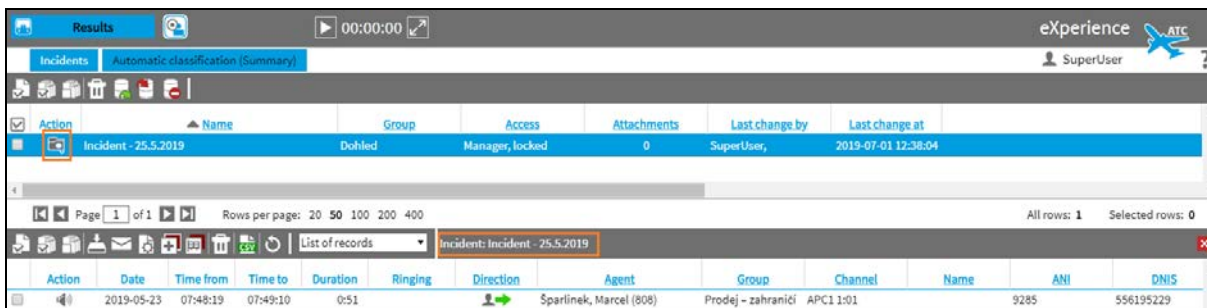 Results 00:00:00 eXperience ATC
Incidents Automatic classification (Summary) SuperUser ?
Action Name Group Access Attachments Last change by Last change at
Incident - 25.5.2019 Dohled Manager, locked 0 SuperUser, 2019-07-01 12:38:04
Page 1 of 1 Rows per page: 20 50 100 200 400 All rows: 1 Selected rows: 0
CSV List of records Incident: Incident - 25.5.2019
Action Date Time from Time to Duration Ringing Direction Agent Group Channel Name ANI DNIS
2019-05-23 07:48:19 07:49:10 0:51 Šparlinek, Marcel (808) Prodej – zahraničí APC1 1:01 9285 556195229